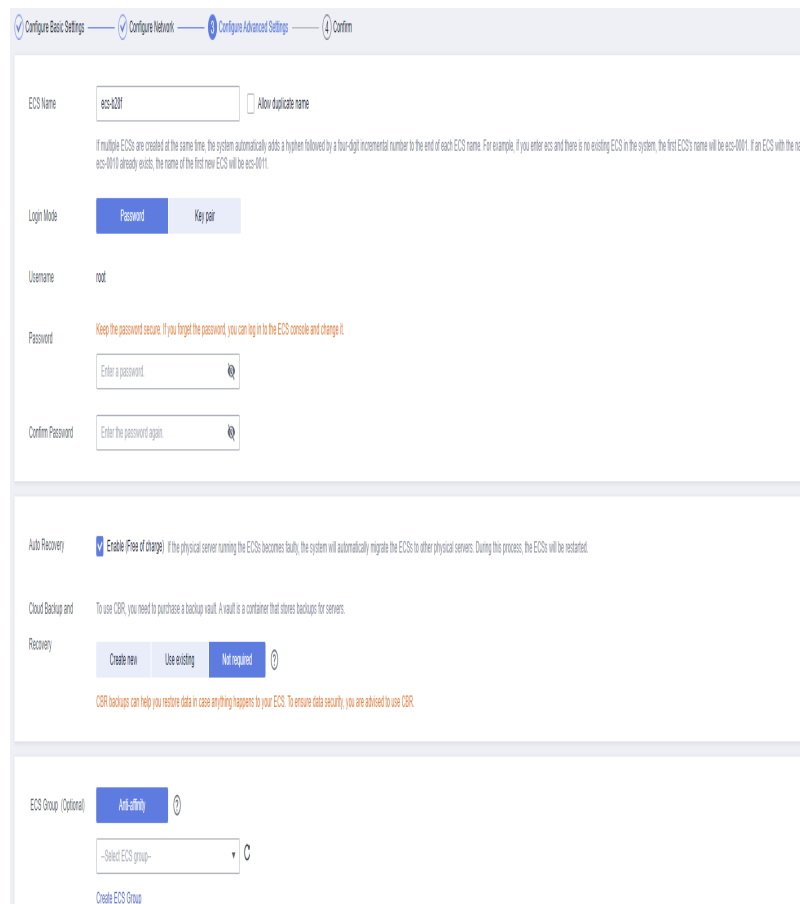 Configure Basic Settings Configure Network 3 Configure Advanced Settings 4 Confirm
ECS Name ecs-b28f Allow duplicate name
If multiple ECSs are created at the same time, the system automatically adds a hyphen followed by a four-digit incremental number to the end of each ECS name. For example, if you enter ecs and there is no existing ECS in the system, the first ECS's name will be ecs-0001. If an ECS with the na
ecs-0010 already exists, the name of the first new ECS will be ecs-0011.
Login Mode Password Key pair
Username root
Password Keep the password secure. If you forget the password, you can log in to the ECS console and change it.
Enter a password.
Confirm Password Enter the password again.
Auto Recovery Enable (Free of charge) If the physical server running the ECSs becomes faulty, the system will automatically migrate the ECSs to other physical servers. During this process, the ECSs will be restarted.
Cloud Backup and To use CBR, you need to purchase a backup vault. A vault is a container that stores backups for servers.
Recovery
Create new Use existing Not required ?
CBR backups can help you restore data in case anything happens to your ECS. To ensure data security, you are advised to use CBR.
ECS Group (Optional) Anti-affinity ?
--Select ECS group--
Create ECS Group